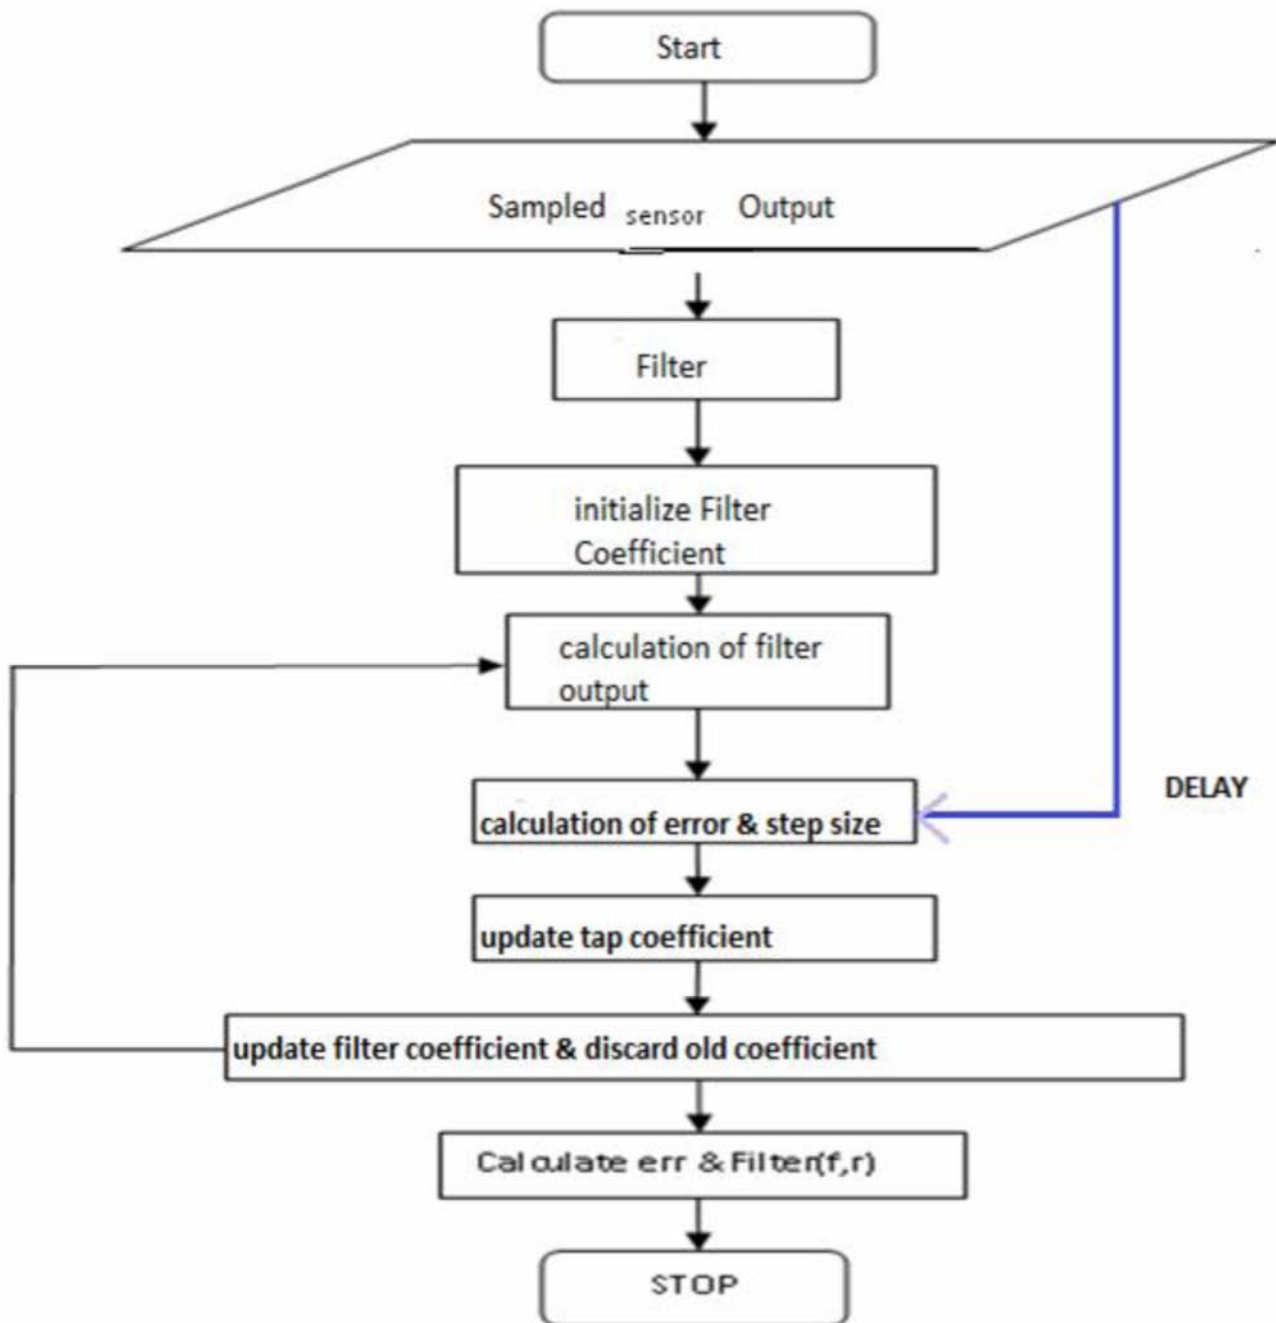 Start
Sampled sensor Output
Filter
initialize Filter
Coefficient
calculation of filter
output
calculation of error & step size
DELAY
update tap coefficient
update filter coefficient & discard old coefficient
Calculate err & Filter(f,r)
STOP